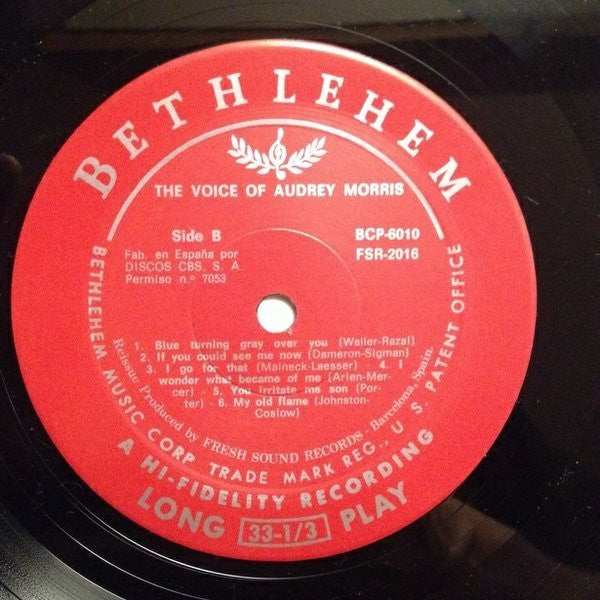 BETHLEHEM
THE VOICE OF AUDREY MORRIS
Side B
BCP-6010
FSR-2016
Fab. en España por
DISCOS CBS, S. A.
Permiso n.º 7053
1. Blue turning gray over you (Waller-Razal)
2. If you could see me now (Dameron-Sigman)
3. I go for that (Maineck-Laesser) - 4. I
wonder what became of me (Arlen-Mer-
cer) - 5. You irritate me son (Por-
ter) - 6. My old flame (Johnston-
Coslow)
Reissue Produced by FRESH SOUND RECORDS - Barcelona, Spain.
BETHLEHEM MUSIC CORP. TRADE MARK REG., U. S. PATENT OFFICE
A HI-FIDELITY RECORDING
LONG 33-1/3 PLAY